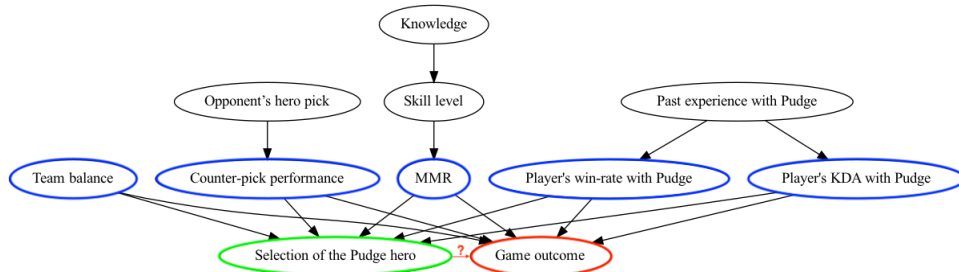 Knowledge
Opponent's hero pick
Skill level
Past experience with Pudge
Team balance
Counter-pick performance
MMR
Player's win-rate with Pudge
Player's KDA with Pudge
Selection of the Pudge hero
?
Game outcome